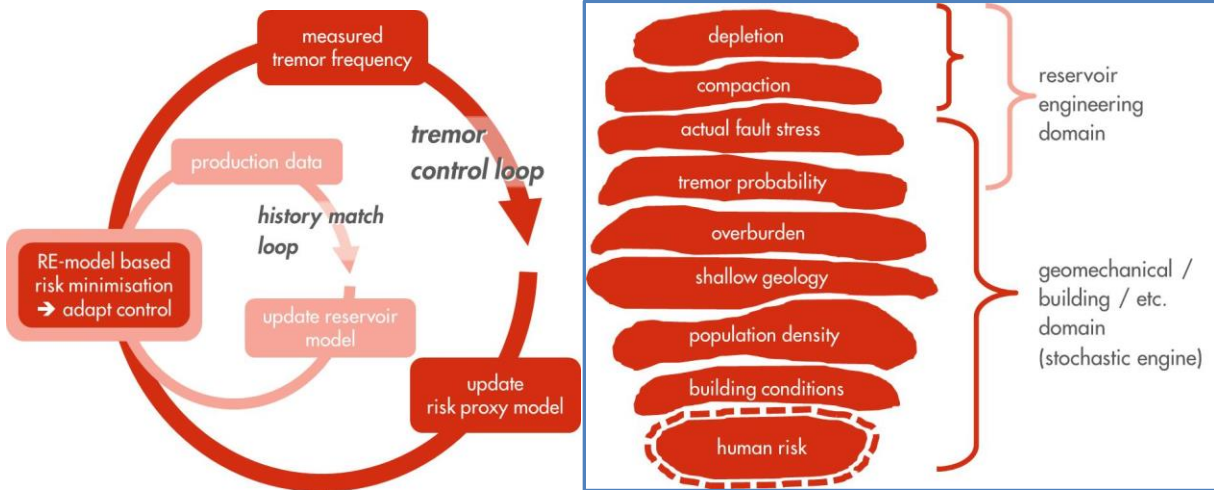 measured
tremor frequency
tremor
control loop
production data
history match
loop
RE-model based
risk minimisation
➔ adapt control
update reservoir
model
update
risk proxy model
depletion
compaction
actual fault stress
tremor probability
overburden
shallow geology
population density
building conditions
human risk
reservoir
engineering
domain
geomechanical /
building / etc.
domain
(stochastic engine)